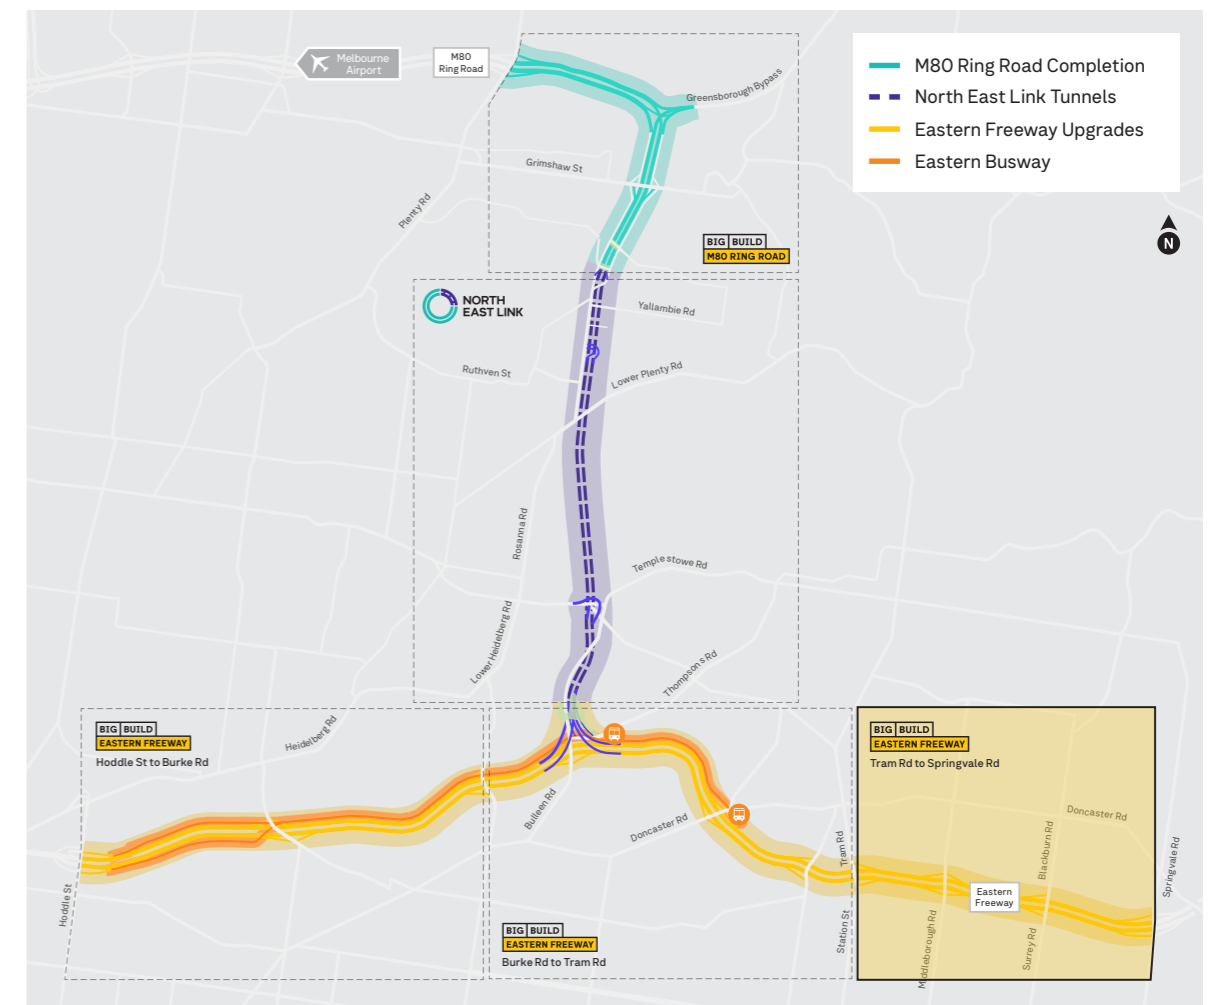 Melbourne
Airport
M80
Ring Road
M80 Ring Road Completion
North East Link Tunnels
Eastern Freeway Upgrades
Eastern Busway
N
Greensborough Bypass
Grimshaw St
Plenty Rd
BIG BUILD
M80 RING ROAD
NORTH
EAST LINK
Yallambie Rd
Ruthven St
Lower Plenty Rd
Rosanna Rd
Templestowe Rd
Lower Heidelberg Rd
Thompsons Rd
BIG BUILD
EASTERN FREEWAY
Hoddle St to Burke Rd
Heidelberg Rd
BIG BUILD
EASTERN FREEWAY
Tram Rd to Springvale Rd
Bulleen Rd
Doncaster Rd
Doncaster Rd
Tram Rd
Blackburn Rd
Springvale Rd
Eastern
Freeway
Hoddle St
Station St
Middleborough Rd
Surrey Rd
BIG BUILD
EASTERN FREEWAY
Burke Rd to Tram Rd